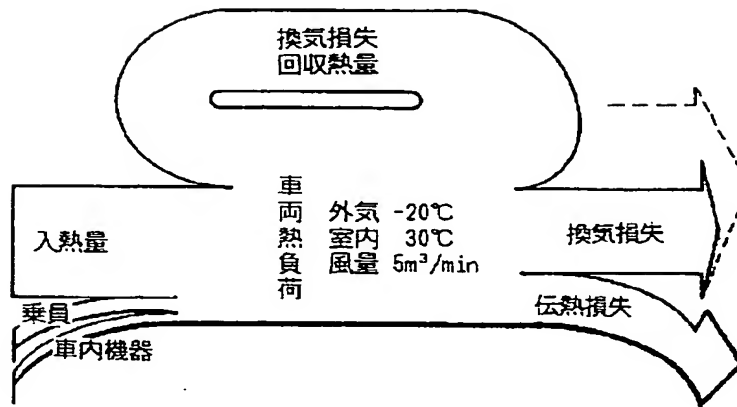 換気損失
回収熱量
入熱量
乗員
車内機器
車両熱負荷
外気 -20℃
室内 30℃
風量 5m³/min
換気損失
伝熱損失